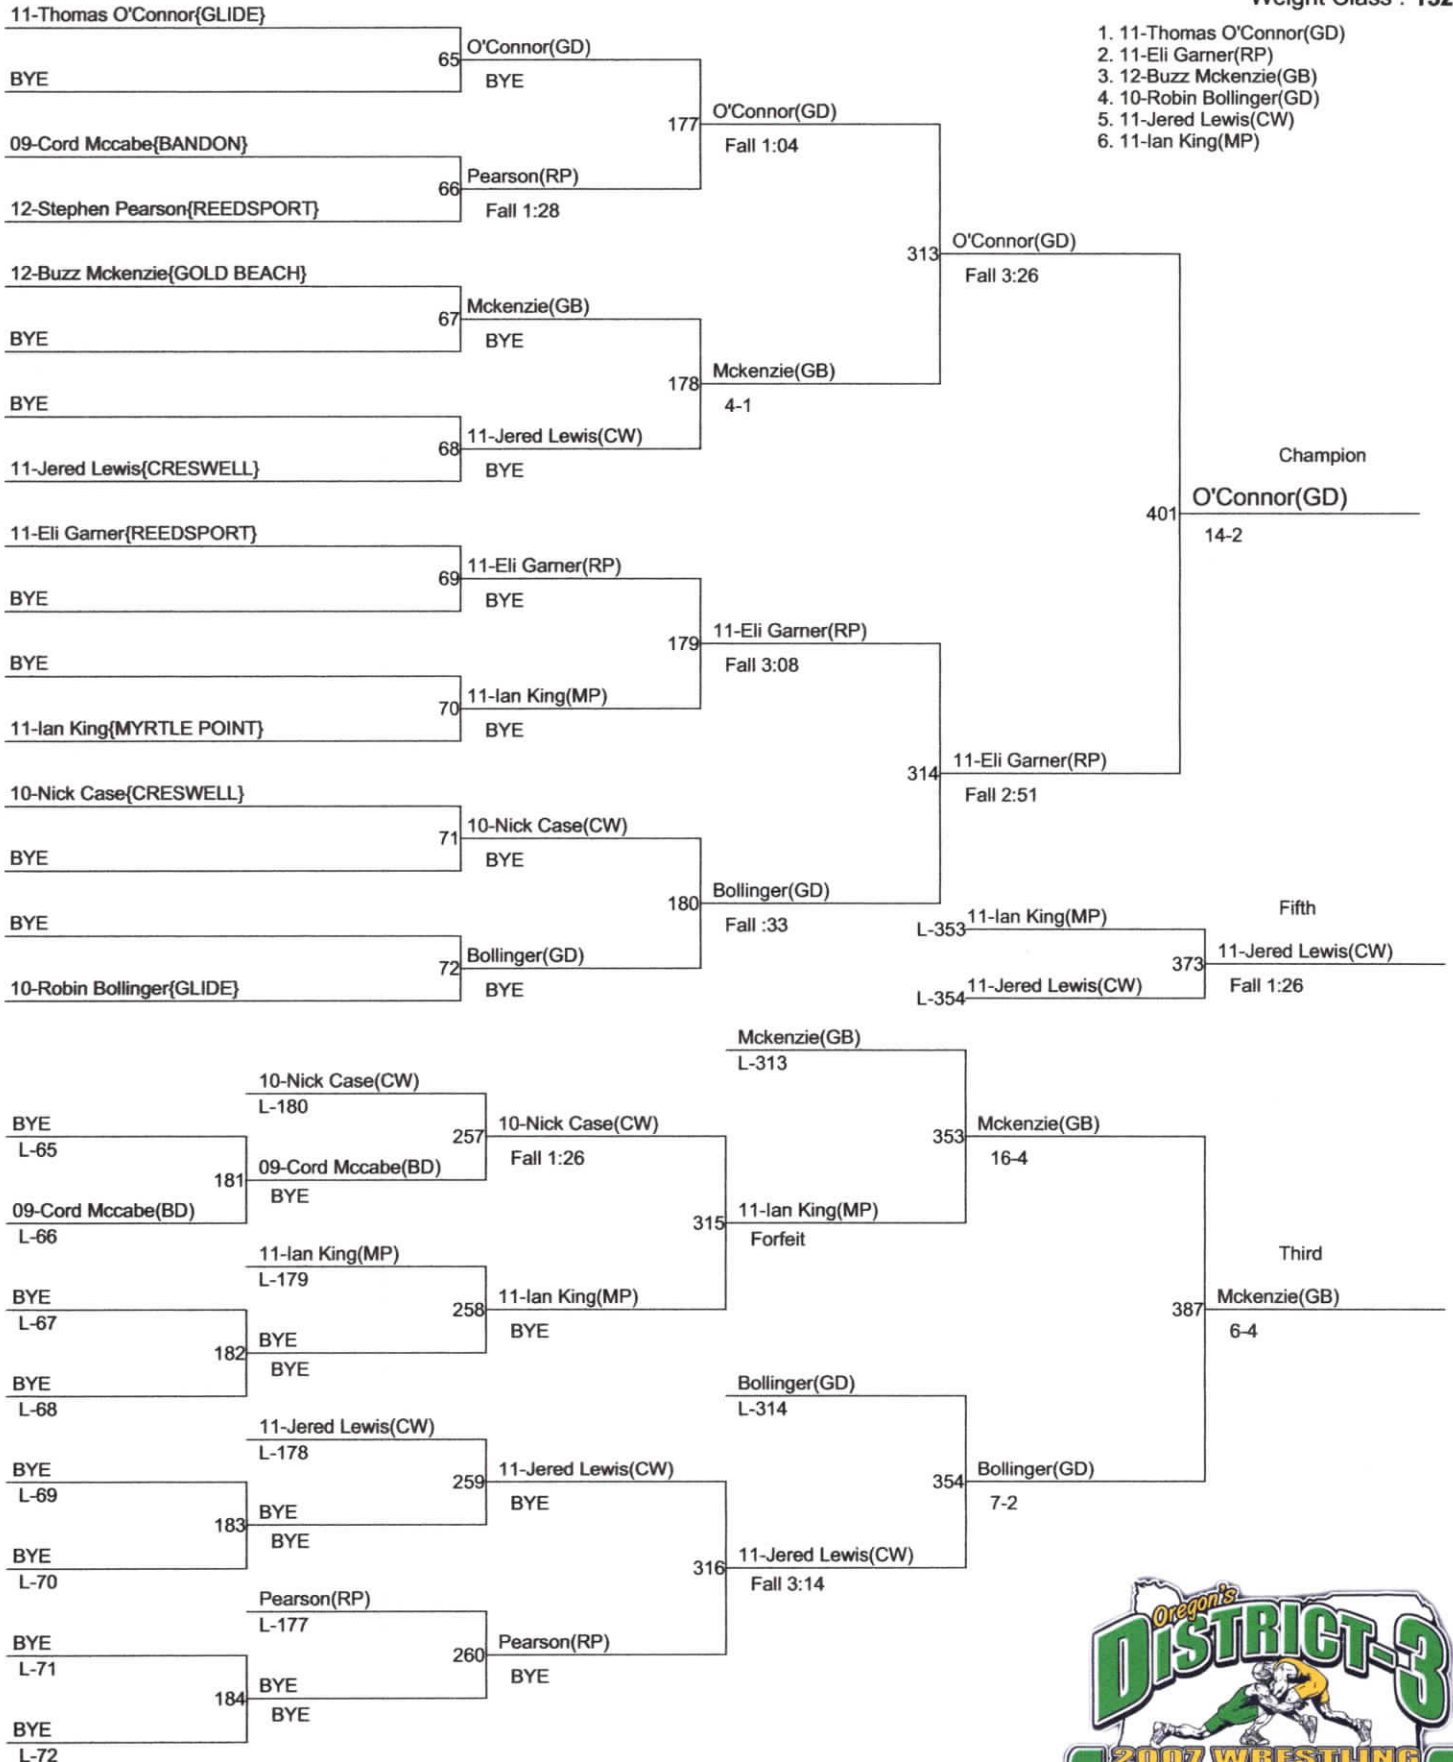 Weight Class : 152
1. 11-Thomas O'Connor(GD)
2. 11-Eli Garner(RP)
3. 12-Buzz Mckenzie(GB)
4. 10-Robin Bollinger(GD)
5. 11-Jered Lewis(CW)
6. 11-Ian King(MP)
11-Thomas O'Connor{GLIDE}
65
O'Connor(GD)
BYE
BYE
177
O'Connor(GD)
Fall 1:04
09-Cord Mccabe{BANDON}
66
Pearson(RP)
Fall 1:28
12-Stephen Pearson{REEDSPORT}
313
O'Connor(GD)
Fall 3:26
12-Buzz Mckenzie{GOLD BEACH}
67
Mckenzie(GB)
BYE
BYE
178
Mckenzie(GB)
4-1
BYE
68
11-Jered Lewis(CW)
BYE
11-Jered Lewis{CRESWELL}
Champion
401
O'Connor(GD)
14-2
11-Eli Garner{REEDSPORT}
69
11-Eli Garner(RP)
BYE
BYE
179
11-Eli Garner(RP)
Fall 3:08
BYE
70
11-Ian King(MP)
BYE
11-Ian King{MYRTLE POINT}
314
11-Eli Garner(RP)
Fall 2:51
10-Nick Case{CRESWELL}
71
10-Nick Case(CW)
BYE
BYE
180
Bollinger(GD)
Fall :33
BYE
72
Bollinger(GD)
BYE
10-Robin Bollinger{GLIDE}
Fifth
L-353
11-Ian King(MP)
373
11-Jered Lewis(CW)
Fall 1:26
L-354
11-Jered Lewis(CW)
Mckenzie(GB)
L-313
10-Nick Case(CW)
L-180
BYE
L-65
257
10-Nick Case(CW)
Fall 1:26
353
Mckenzie(GB)
16-4
181
09-Cord Mccabe(BD)
BYE
09-Cord Mccabe(BD)
L-66
315
11-Ian King(MP)
Forfeit
11-Ian King(MP)
L-179
Third
BYE
L-67
258
11-Ian King(MP)
BYE
387
Mckenzie(GB)
6-4
182
BYE
BYE
BYE
L-68
Bollinger(GD)
L-314
11-Jered Lewis(CW)
L-178
BYE
L-69
259
11-Jered Lewis(CW)
BYE
354
Bollinger(GD)
7-2
183
BYE
BYE
BYE
L-70
316
11-Jered Lewis(CW)
Fall 3:14
Pearson(RP)
L-177
BYE
L-71
260
Pearson(RP)
BYE
184
BYE
BYE
BYE
L-72
Oregon's
DISTRICT-3
2007 WRESTLING